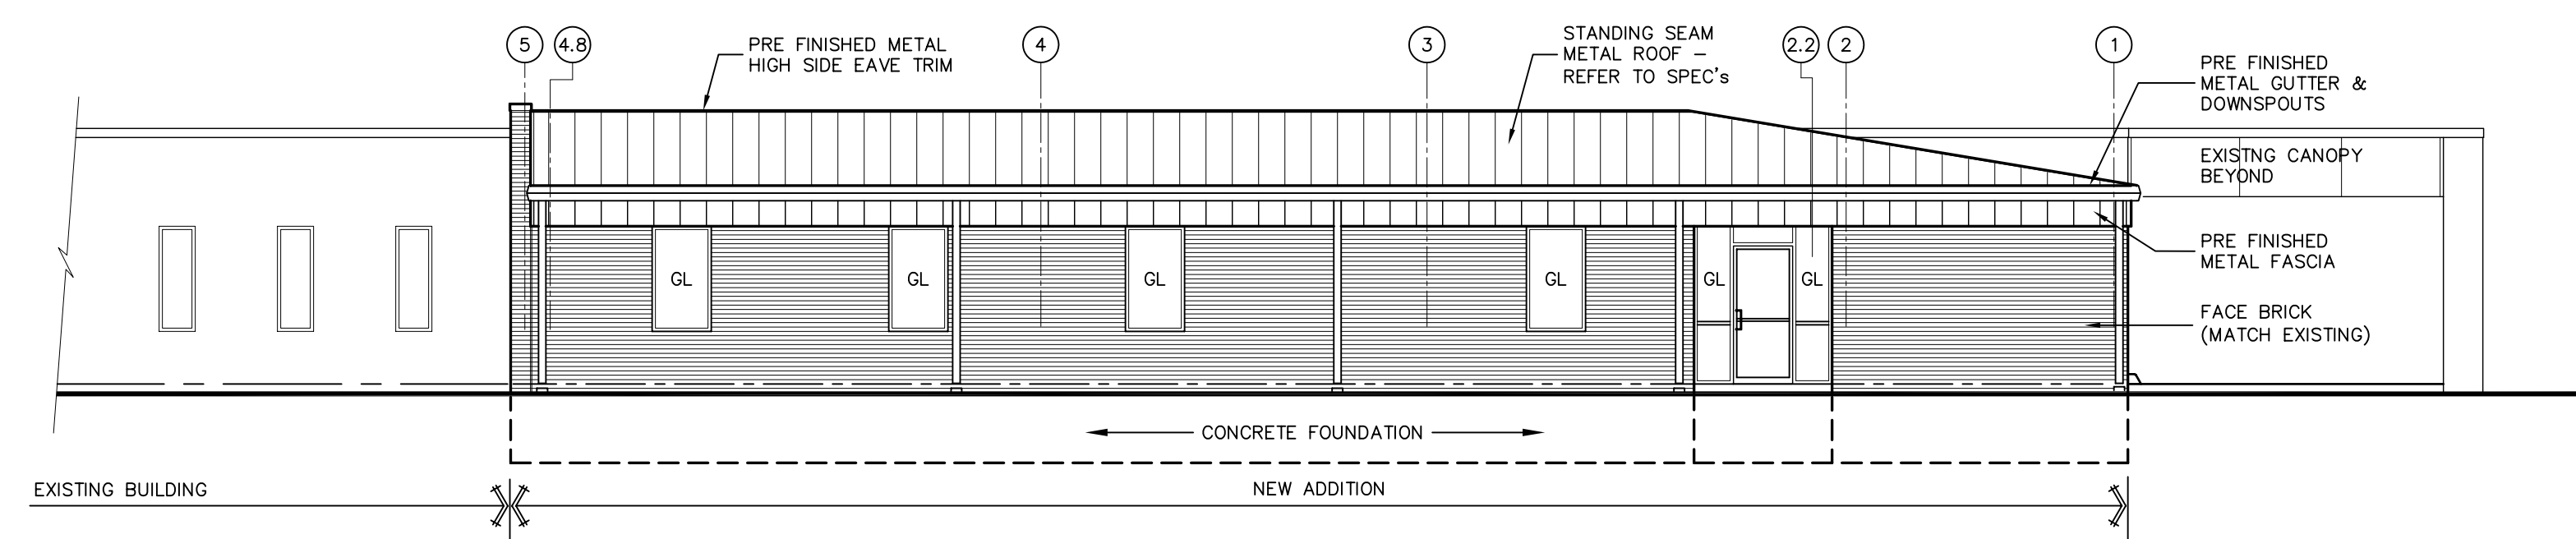 5
4.8
PRE FINISHED METAL
HIGH SIDE EAVE TRIM
4
3
STANDING SEAM
METAL ROOF –
REFER TO SPEC's
2.2
2
1
PRE FINISHED
METAL GUTTER &
DOWNSPOUTS
EXISTNG CANOPY
BEYOND
PRE FINISHED
METAL FASCIA
GL
GL
GL
GL
GL
GL
FACE BRICK
(MATCH EXISTING)
CONCRETE FOUNDATION
EXISTING BUILDING
NEW ADDITION